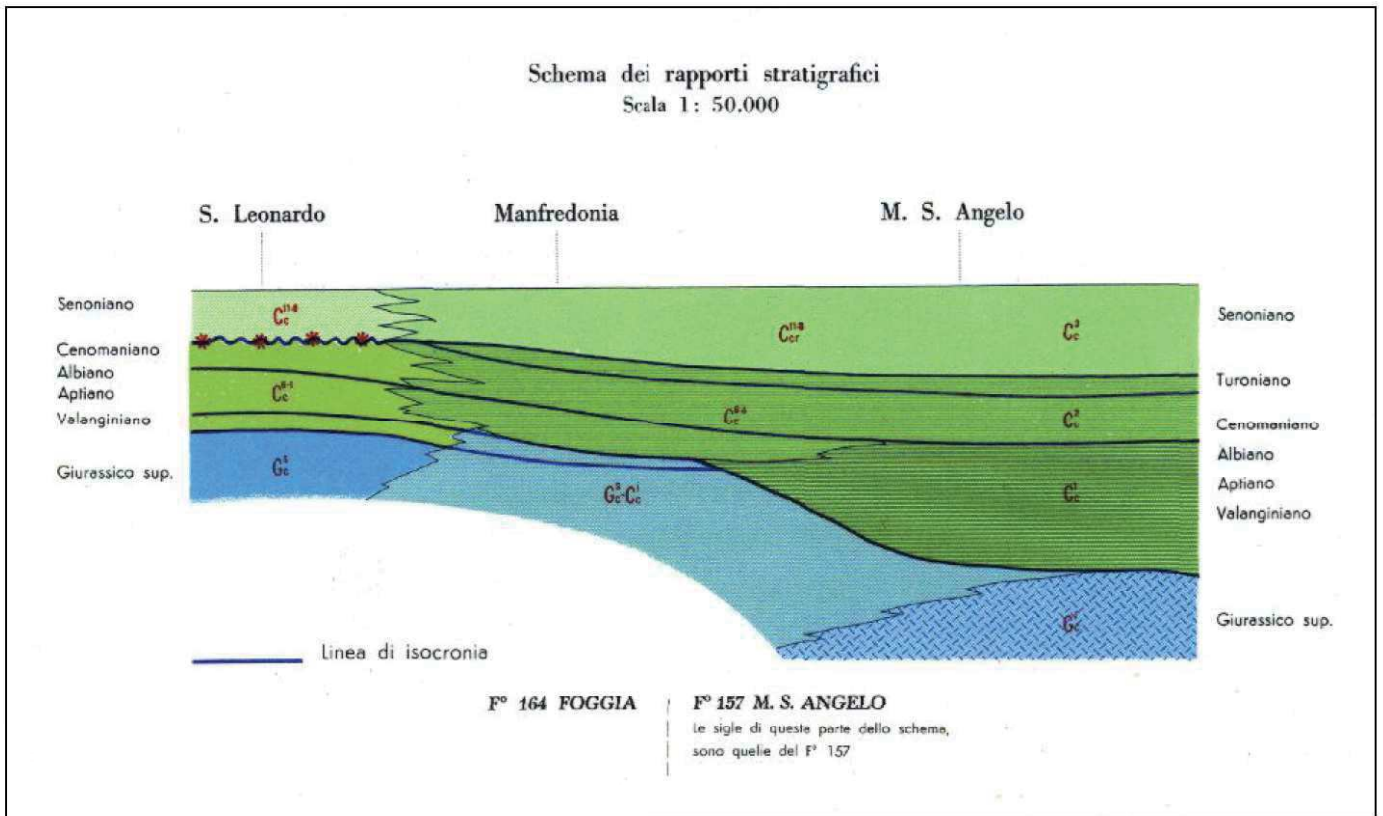 Schema dei rapporti stratigrafici
Scala 1: 50.000
S. Leonardo
Manfredonia
M. S. Angelo
Senoniano
Cenomaniano
Albiano
Aptiano
Valanginiano
Giurassico sup.
Senoniano
Turoniano
Cenomaniano
Albiano
Aptiano
Valanginiano
Giurassico sup.
Linea di isocronia
F° 164 FOGGIA
F° 157 M. S. ANGELO
Le sigle di queste parte dello schema,
sono quelle del F° 157